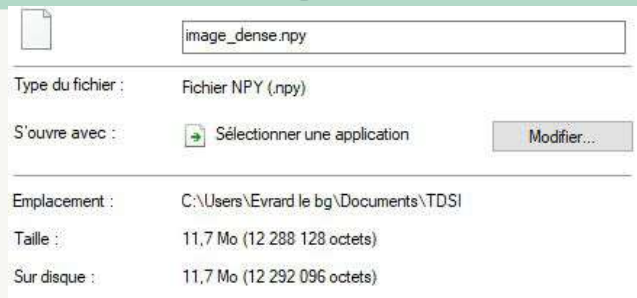 image_dense.npy
Type du fichier : Fichier NPY (.npy)
S'ouvre avec : Sélectionner une application Modifier...
Emplacement : C:\Users\Evrard le bg\Documents\TDSI
Taille : 11,7 Mo (12 288 128 octets)
Sur disque : 11,7 Mo (12 292 096 octets)